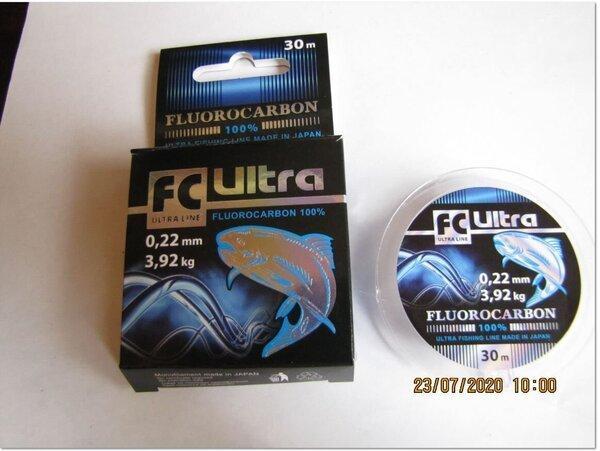 30 m
FLUOROCARBON
100%
ULTRA FISHING LINE MADE IN JAPAN.
FC Ultra
ULTRA LINE
FLUOROCARBON 100%
0,22 mm
3,92 kg
Monofilament made in JAPAN
FC Ultra
ULTRA LINE
0,22 mm
3,92 kg
FLUOROCARBON
100%
ULTRA FISHING LINE MADE IN JAPAN
30 m
23/07/2020 10:00